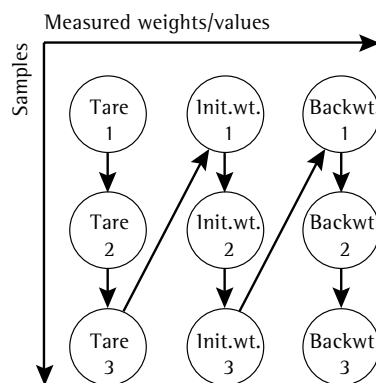 Measured weights/values
Samples
Tare
1
Init.wt.
1
Backwt.
1
Tare
2
Init.wt.
2
Backwt.
2
Tare
3
Init.wt.
3
Backwt.
3